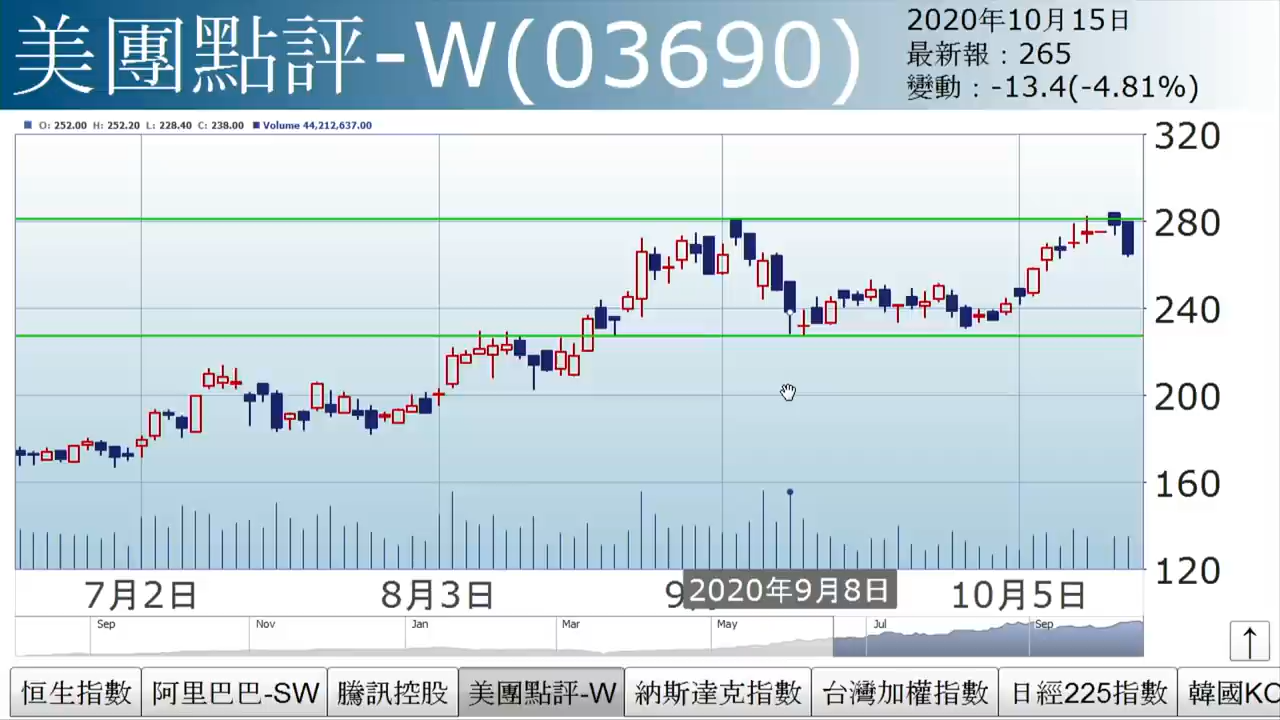 美團點評-W(03690)
2020年10月15日
最新報：265
變動：-13.4(-4.81%)
O: 252.00 H: 252.20 L: 228.40 C: 238.00 Volume 44,212,637.00
320
280
240
200
160
120
7月2日 8月3日 9 2020年9月8日 10月5日
Sep Nov Jan Mar May Jul Sep
↑
恒生指數 阿里巴巴-SW 騰訊控股 美團點評-W 納斯達克指數 台灣加權指數 日經225指數 韓國KO